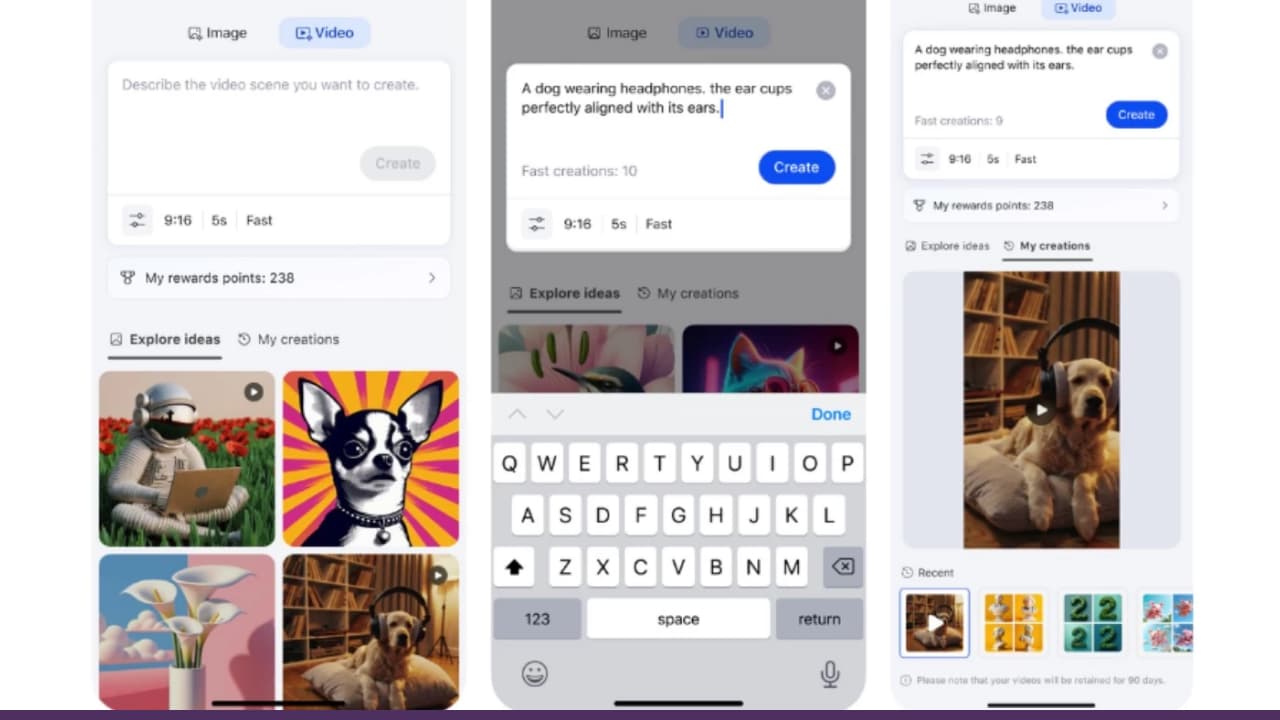 Image
Video
Describe the video scene you want to create.
Create
9:16
5s
Fast
My rewards points: 238
Explore ideas
My creations
Image
Video
A dog wearing headphones. the ear cups
perfectly aligned with its ears.
Fast creations: 10
Create
9:16
5s
Fast
Explore ideas
My creations
Done
Q W E R T Y U I O P
A S D F G H J K L
Z X C V B N M
123
space
return
Image
Video
A dog wearing headphones. the ear cups
perfectly aligned with its ears.
Fast creations: 9
Create
9:16
5s
Fast
My rewards points: 238
Explore ideas
My creations
Recent
2 2
2 2
Please note that your videos will be retained for 90 days.